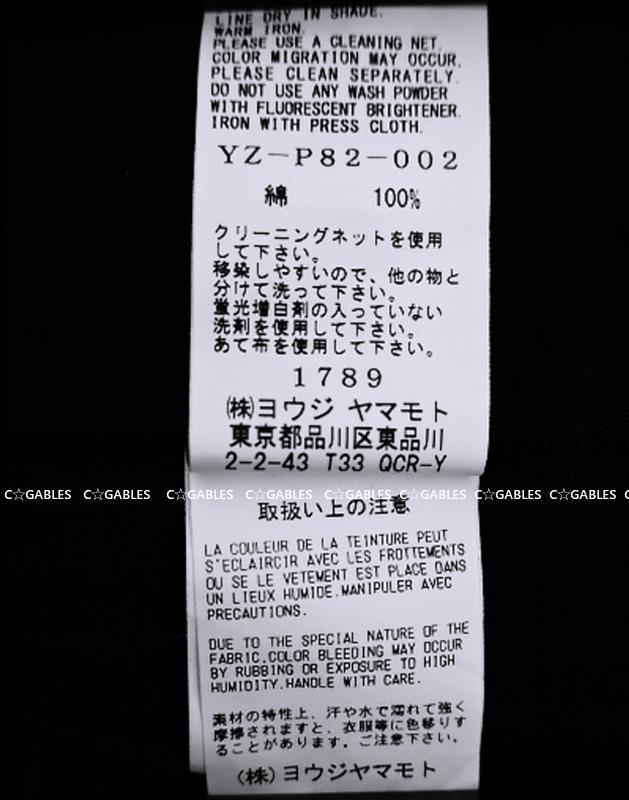 LINE DRY IN SHADE.
WARM IRON.
PLEASE USE A CLEANING NET.
COLOR MIGRATION MAY OCCUR.
PLEASE CLEAN SEPARATELY.
DO NOT USE ANY WASH POWDER
WITH FLUORESCENT BRIGHTENER.
IRON WITH PRESS CLOTH.
YZ-P82-002
綿 100%
クリーニングネットを使用
して下さい。
移染しやすいので、他の物と
分けて洗って下さい。
蛍光増白剤の入っていない
洗剤を使用して下さい。
あて布を使用して下さい。
1789
㈱ヨウジ ヤマモト
東京都品川区東品川
2-2-43 T33 QCR-Y
C☆GABLES C☆GABLES C☆GABLES C☆GABLES C☆GABLES C☆GABLES C☆GABLES C☆GABLES
取扱い上の注意
LA COULEUR DE LA TEINTURE PEUT
S'ECLAIRCIR AVEC LES FROTTEMENTS
OU SE LE VETEMENT EST PLACE DANS
UN LIEUX HUMIDE.MANIPULER AVEC
PRECAUTIONS.
DUE TO THE SPECIAL NATURE OF THE
FABRIC,COLOR BLEEDING MAY OCCUR
BY RUBBING OR EXPOSURE TO HIGH
HUMIDITY.HANDLE WITH CARE.
素材の特性上、汗や水で濡れて強く
摩擦されますと、衣服等に色移りす
ることがあります。ご注意下さい。
(株)ヨウジヤマモト